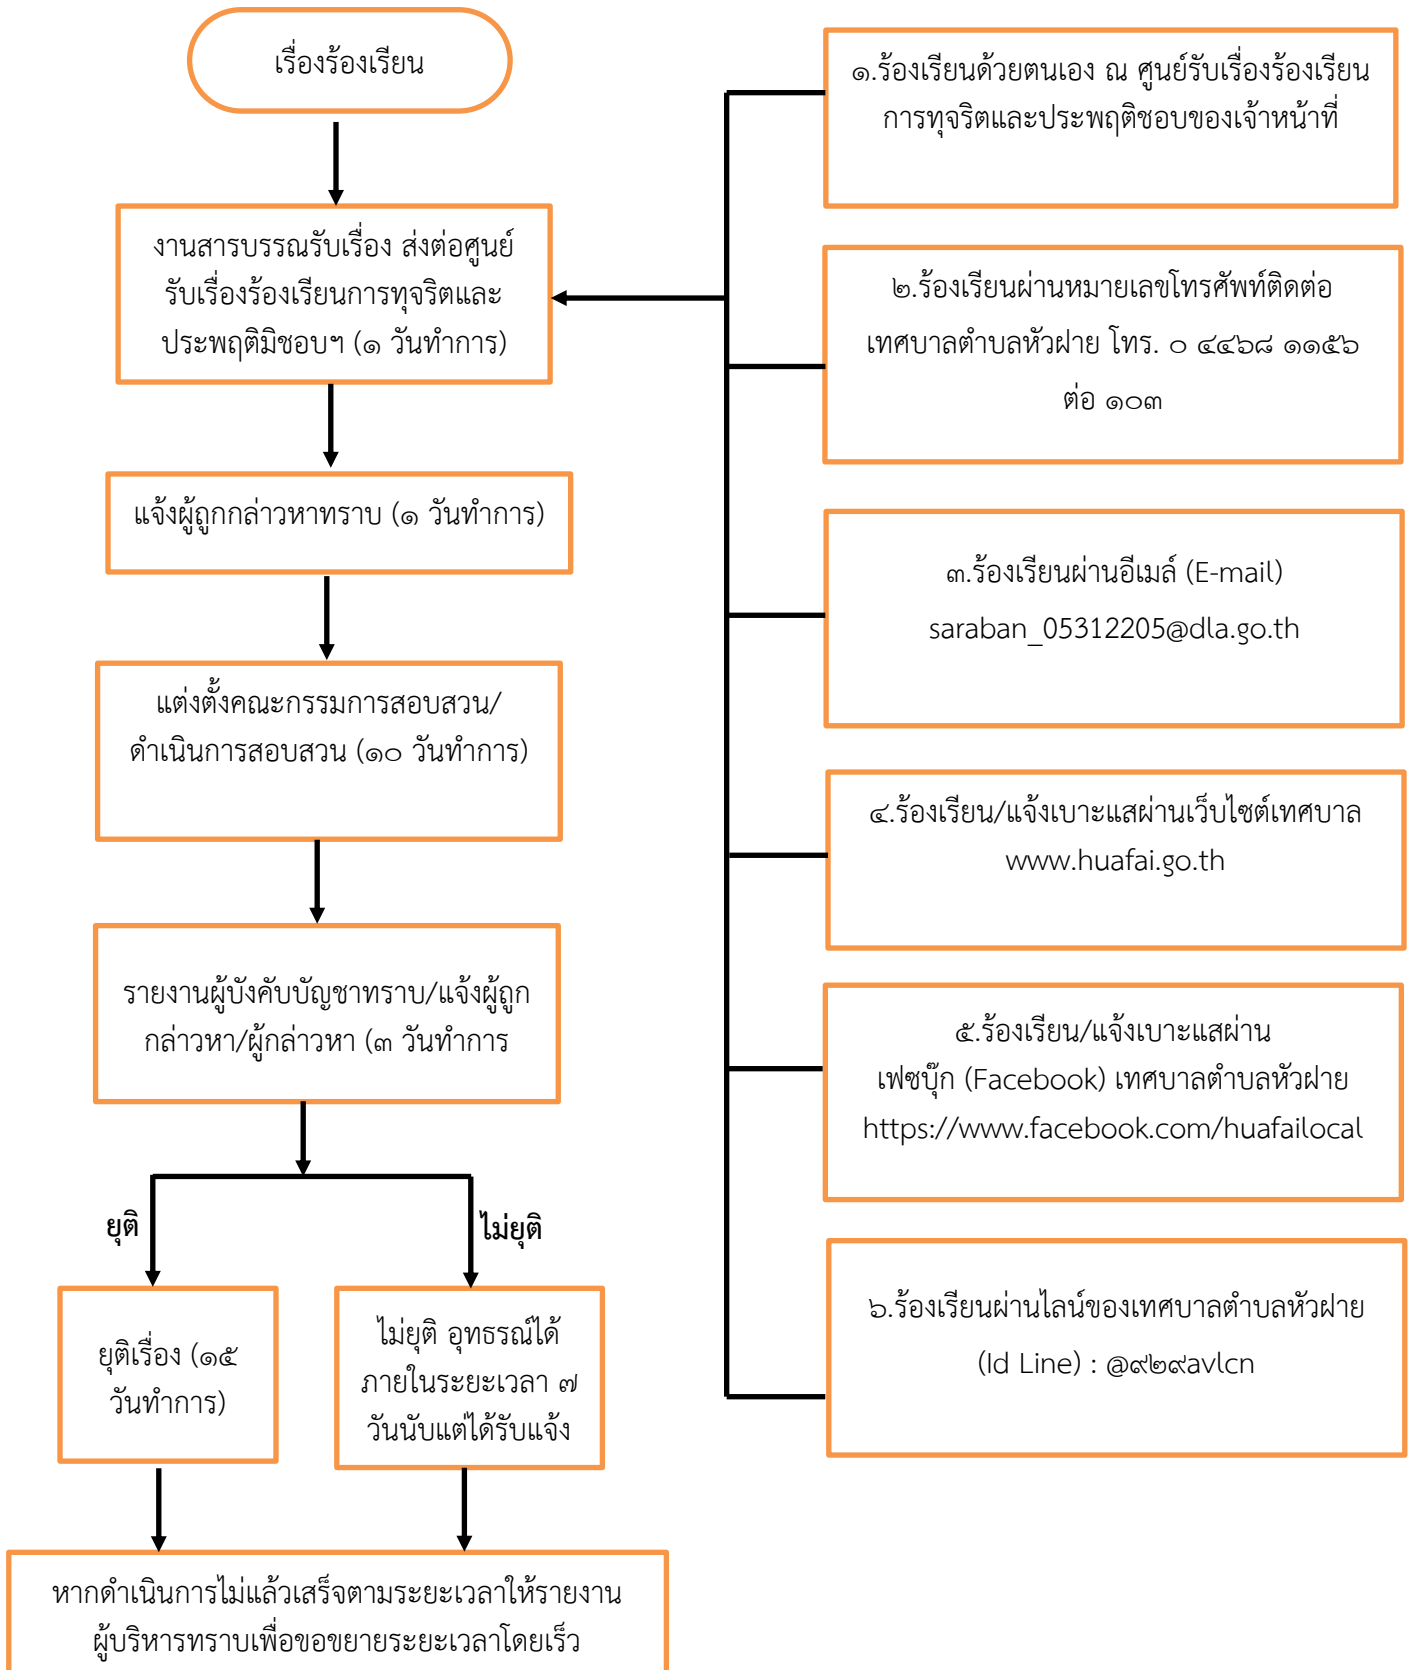 เรื่องร้องเรียน
งานสารบรรณรับเรื่อง ส่งต่อศูนย์
รับเรื่องร้องเรียนการทุจริตและ
ประพฤติมิชอบฯ (๑ วันทำการ)
แจ้งผู้ถูกกล่าวหาทราบ (๑ วันทำการ)
แต่งตั้งคณะกรรมการสอบสวน/
ดำเนินการสอบสวน (๑๐ วันทำการ)
รายงานผู้บังคับบัญชาทราบ/แจ้งผู้ถูก
กล่าวหา/ผู้กล่าวหา (๓ วันทำการ
ยุติ
ไม่ยุติ
ยุติเรื่อง (๑๕
วันทำการ)
ไม่ยุติ อุทธรณ์ได้
ภายในระยะเวลา ๗
วันนับแต่ได้รับแจ้ง
หากดำเนินการไม่แล้วเสร็จตามระยะเวลาให้รายงาน
ผู้บริหารทราบเพื่อขอขยายระยะเวลาโดยเร็ว
๑.ร้องเรียนด้วยตนเอง ณ ศูนย์รับเรื่องร้องเรียน
การทุจริตและประพฤติชอบของเจ้าหน้าที่
๒.ร้องเรียนผ่านหมายเลขโทรศัพท์ติดต่อ
เทศบาลตำบลหัวฝาย โทร. ๐ ๔๔๖๘ ๑๑๕๖
ต่อ ๑๐๓
๓.ร้องเรียนผ่านอีเมล์ (E-mail)
saraban_05312205@dla.go.th
๔.ร้องเรียน/แจ้งเบาะแสผ่านเว็บไซต์เทศบาล
www.huafai.go.th
๕.ร้องเรียน/แจ้งเบาะแสผ่าน
เฟซบุ๊ก (Facebook) เทศบาลตำบลหัวฝาย
https://www.facebook.com/huafailocal
๖.ร้องเรียนผ่านไลน์ของเทศบาลตำบลหัวฝาย
(Id Line) : @๙๒๙avlcn